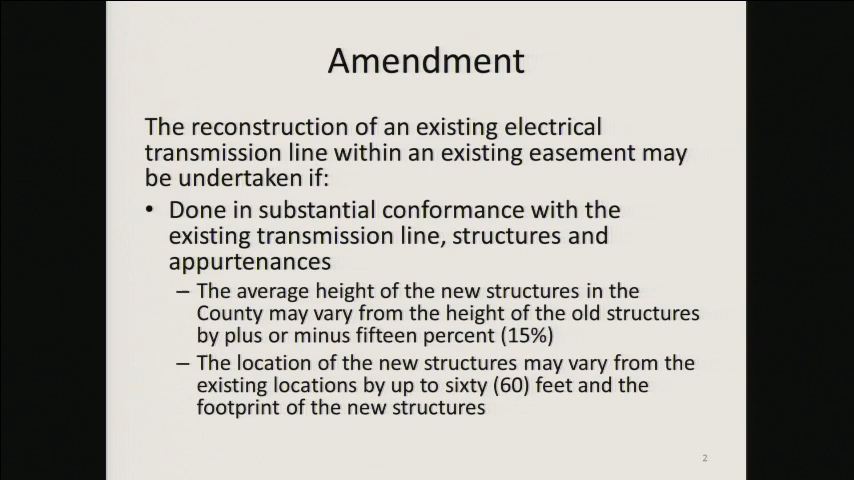 Amendment
The reconstruction of an existing electrical
transmission line within an existing easement may
be undertaken if:
• Done in substantial conformance with the
existing transmission line, structures and
appurtenances
– The average height of the new structures in the
County may vary from the height of the old structures
by plus or minus fifteen percent (15%)
– The location of the new structures may vary from the
existing locations by up to sixty (60) feet and the
footprint of the new structures
2